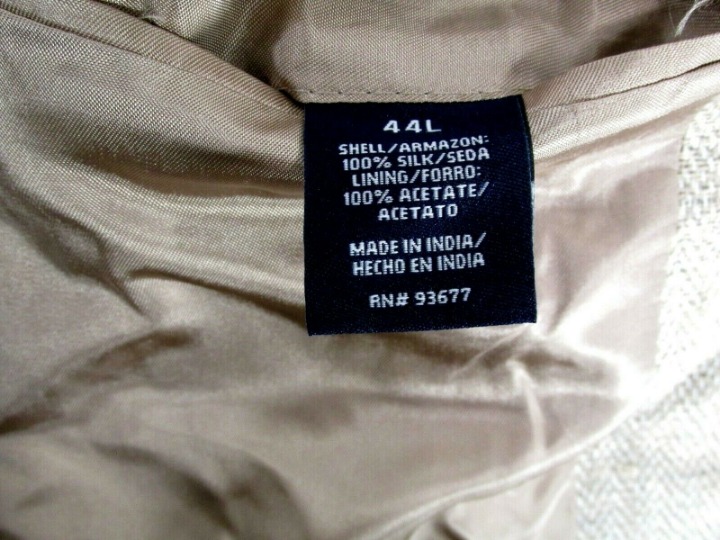 44L
SHELL/ARMAZON:
100% SILK/SEDA
LINING/FORRO:
100% ACETATE/
ACETATO
MADE IN INDIA/
HECHO EN INDIA
RN# 93677